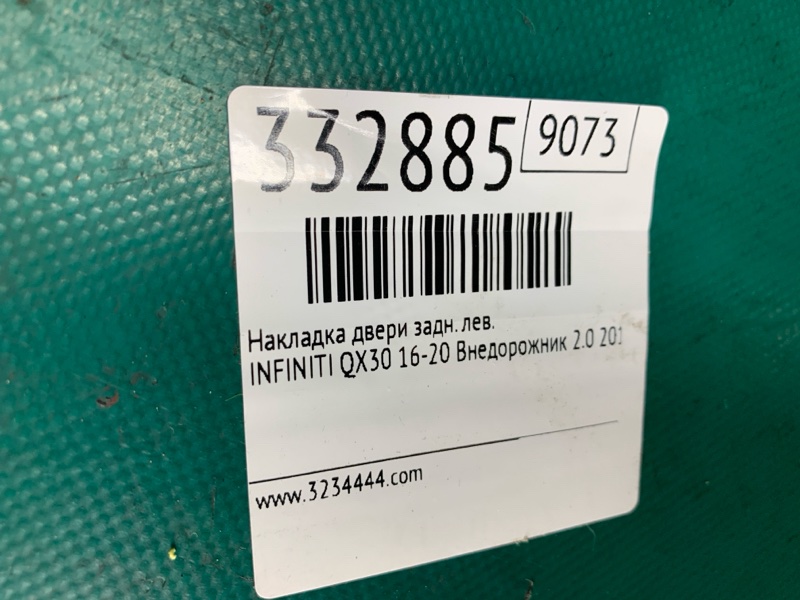 332885
9073
Накладка двери задн. лев.
INFINITI QX30 16-20 Внедорожник 2.0 201
www.3234444.com